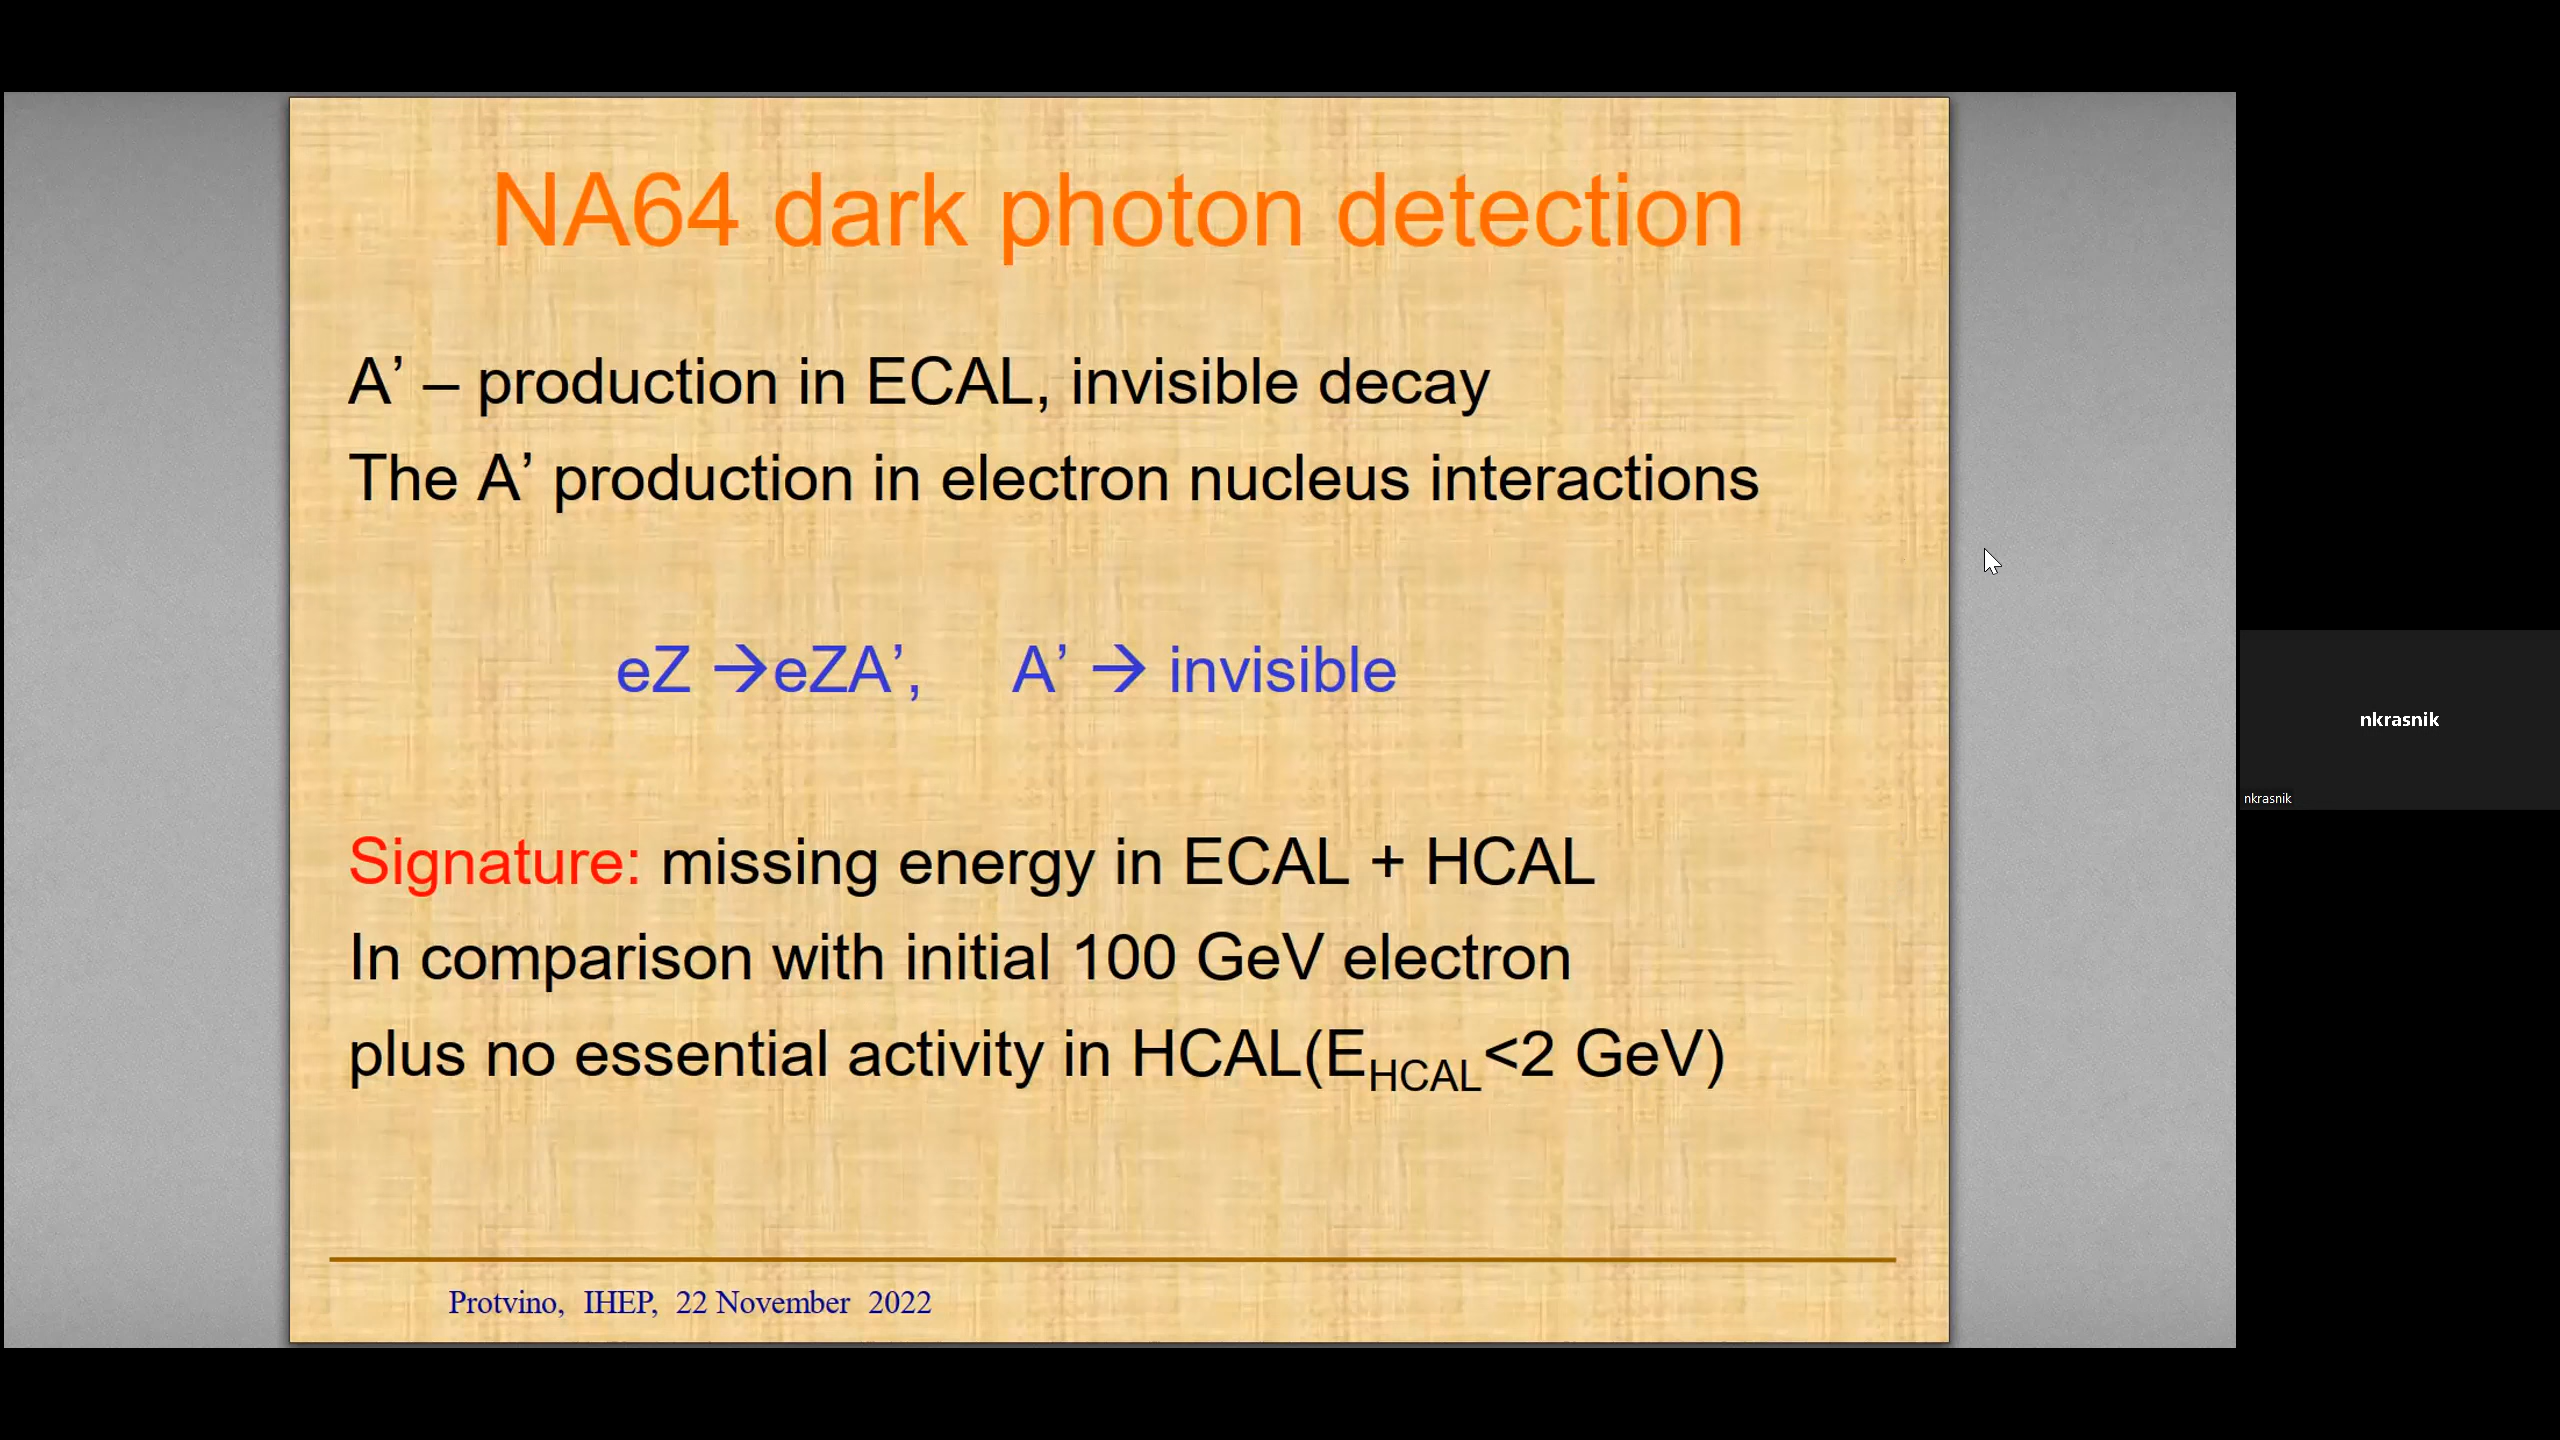 NA64 dark photon detection
A’ – production in ECAL, invisible decay
The A’ production in electron nucleus interactions
eZ →eZA’, A’ → invisible
Signature: missing energy in ECAL + HCAL
In comparison with initial 100 GeV electron
plus no essential activity in HCAL(E_HCAL<2 GeV)
Protvino, IHEP, 22 November 2022
nkrasnik
nkrasnik